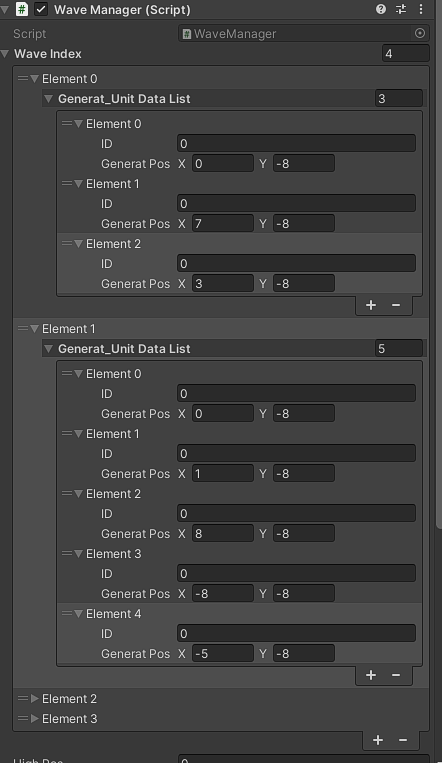 Wave Manager (Script)
Script WaveManager
Wave Index 4
Element 0
Generat_Unit Data List 3
Element 0
ID 0
Generat Pos X 0 Y -8
Element 1
ID 0
Generat Pos X 7 Y -8
Element 2
ID 0
Generat Pos X 3 Y -8
+ −
Element 1
Generat_Unit Data List 5
Element 0
ID 0
Generat Pos X 0 Y -8
Element 1
ID 0
Generat Pos X 1 Y -8
Element 2
ID 0
Generat Pos X 8 Y -8
Element 3
ID 0
Generat Pos X -8 Y -8
Element 4
ID 0
Generat Pos X -5 Y -8
+ −
Element 2
Element 3
+ −
High Pos